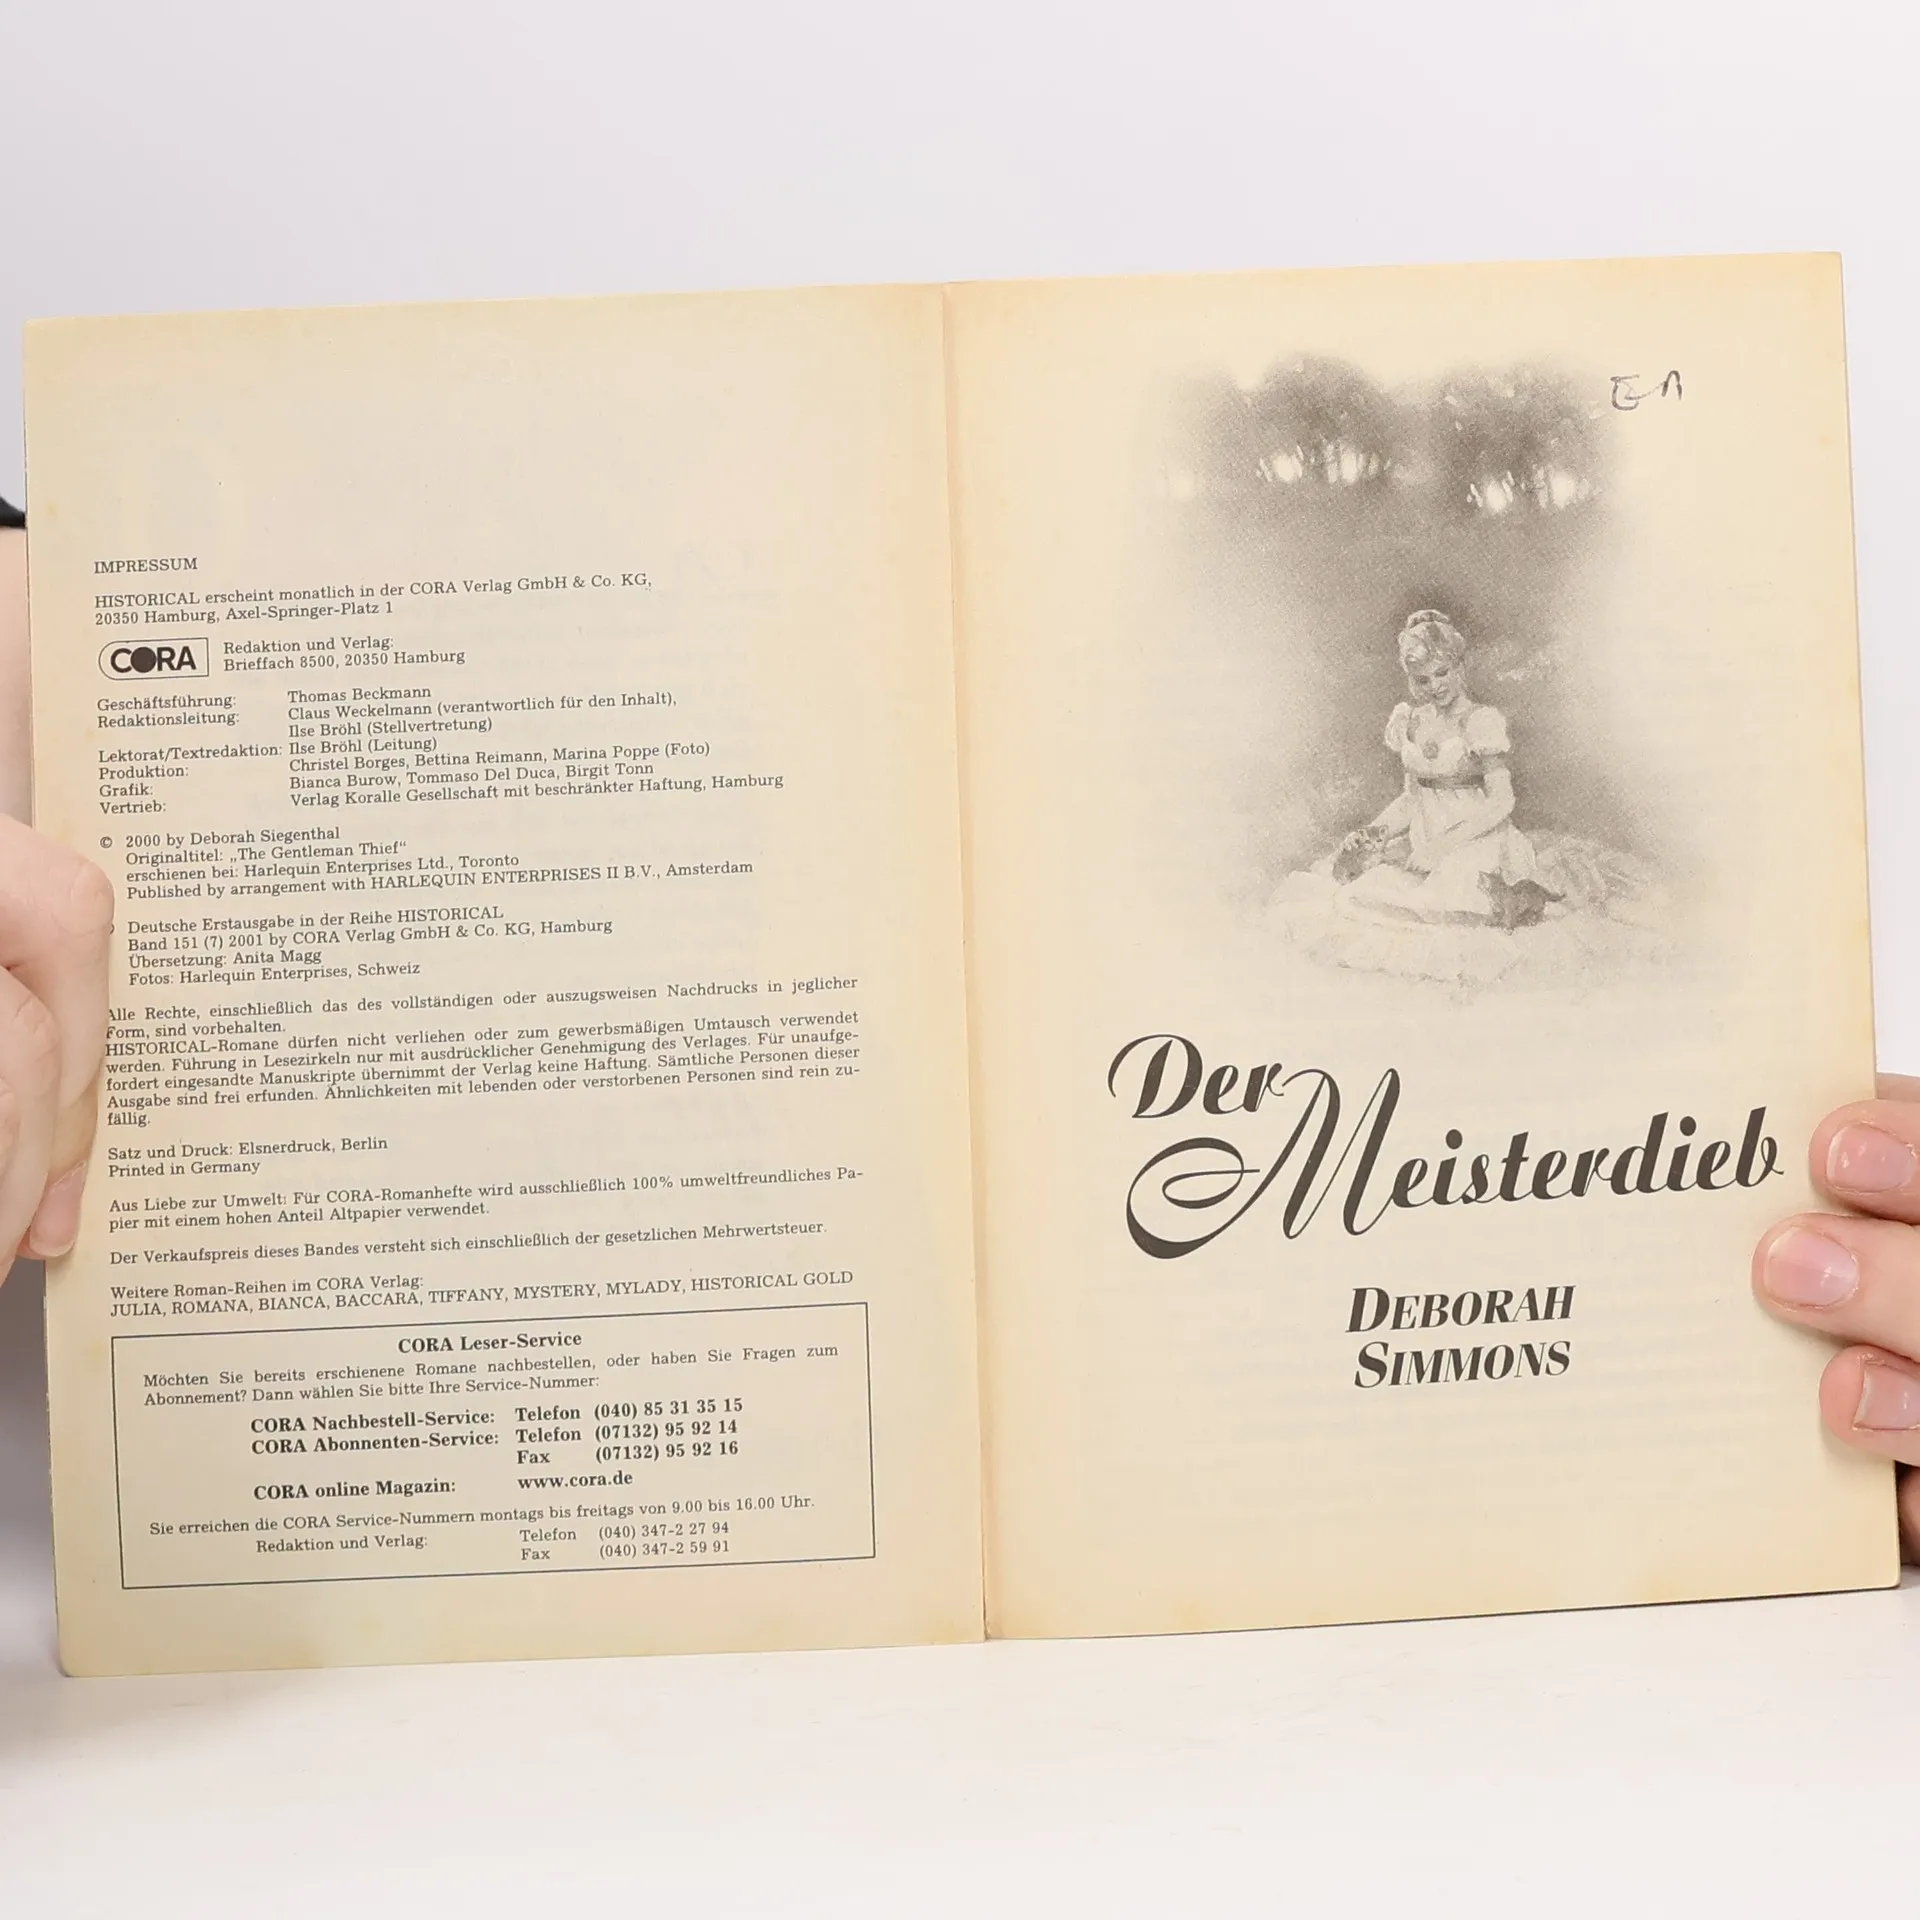 IMPRESSUM
HISTORICAL erscheint monatlich in der CORA Verlag GmbH & Co. KG,
20350 Hamburg, Axel-Springer-Platz 1
CORA
Redaktion und Verlag:
Brieffach 8500, 20350 Hamburg
Geschäftsführung: Thomas Beckmann
Redaktionsleitung: Claus Weckelmann (verantwortlich für den Inhalt),
Ilse Bröhl (Stellvertretung)
Lektorat/Textredaktion: Ilse Bröhl (Leitung)
Produktion: Christel Borges, Bettina Reimann, Marina Poppe (Foto)
Grafik: Bianca Burow, Tommaso Del Duca, Birgit Tonn
Vertrieb: Verlag Koralle Gesellschaft mit beschränkter Haftung, Hamburg
© 2000 by Deborah Siegenthal
Originaltitel: „The Gentleman Thief“
erschienen bei: Harlequin Enterprises Ltd., Toronto
Published by arrangement with HARLEQUIN ENTERPRISES II B.V., Amsterdam
Deutsche Erstausgabe in der Reihe HISTORICAL
Band 151 (7) 2001 by CORA Verlag GmbH & Co. KG, Hamburg
Übersetzung: Anita Magg
Fotos: Harlequin Enterprises, Schweiz
Alle Rechte, einschließlich das des vollständigen oder auszugsweisen Nachdrucks in jeglicher
Form, sind vorbehalten.
HISTORICAL-Romane dürfen nicht verliehen oder zum gewerbsmäßigen Umtausch verwendet
werden. Führung in Lesezirkeln nur mit ausdrücklicher Genehmigung des Verlages. Für unaufge-
fordert eingesandte Manuskripte übernimmt der Verlag keine Haftung. Sämtliche Personen dieser
Ausgabe sind frei erfunden. Ähnlichkeiten mit lebenden oder verstorbenen Personen sind rein zu-
fällig.
Satz und Druck: Elsnerdruck, Berlin
Printed in Germany
Aus Liebe zur Umwelt: Für CORA-Romanhefte wird ausschließlich 100% umweltfreundliches Pa-
pier mit einem hohen Anteil Altpapier verwendet.
Der Verkaufspreis dieses Bandes versteht sich einschließlich der gesetzlichen Mehrwertsteuer.
Weitere Roman-Reihen im CORA Verlag:
JULIA, ROMANA, BIANCA, BACCARA, TIFFANY, MYSTERY, MYLADY, HISTORICAL GOLD
CORA Leser-Service
Möchten Sie bereits erschienene Romane nachbestellen, oder haben Sie Fragen zum
Abonnement? Dann wählen Sie bitte Ihre Service-Nummer:
CORA Nachbestell-Service: Telefon (040) 85 31 35 15
CORA Abonnenten-Service: Telefon (07132) 95 92 14
Fax (07132) 95 92 16
CORA online Magazin: www.cora.de
Sie erreichen die CORA Service-Nummern montags bis freitags von 9.00 bis 16.00 Uhr.
Redaktion und Verlag: Telefon (040) 347-2 27 94
Fax (040) 347-2 59 91
Der
Meisterdieb
DEBORAH
SIMMONS